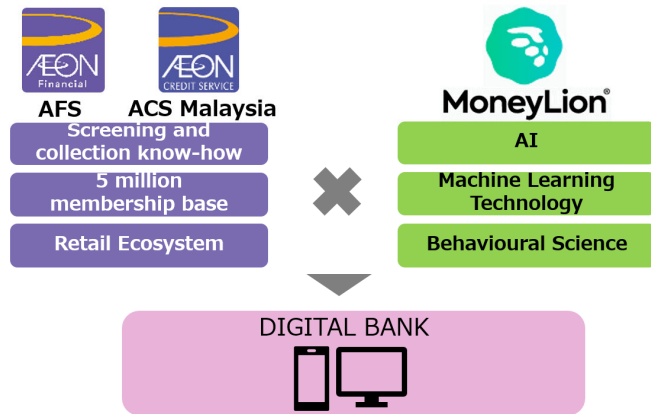 ÆON
Financial
ÆON
CREDIT SERVICE
MoneyLion®
AFS
ACS Malaysia
Screening and
collection know-how
AI
5 million
membership base
Machine Learning
Technology
Retail Ecosystem
Behavioural Science
DIGITAL BANK